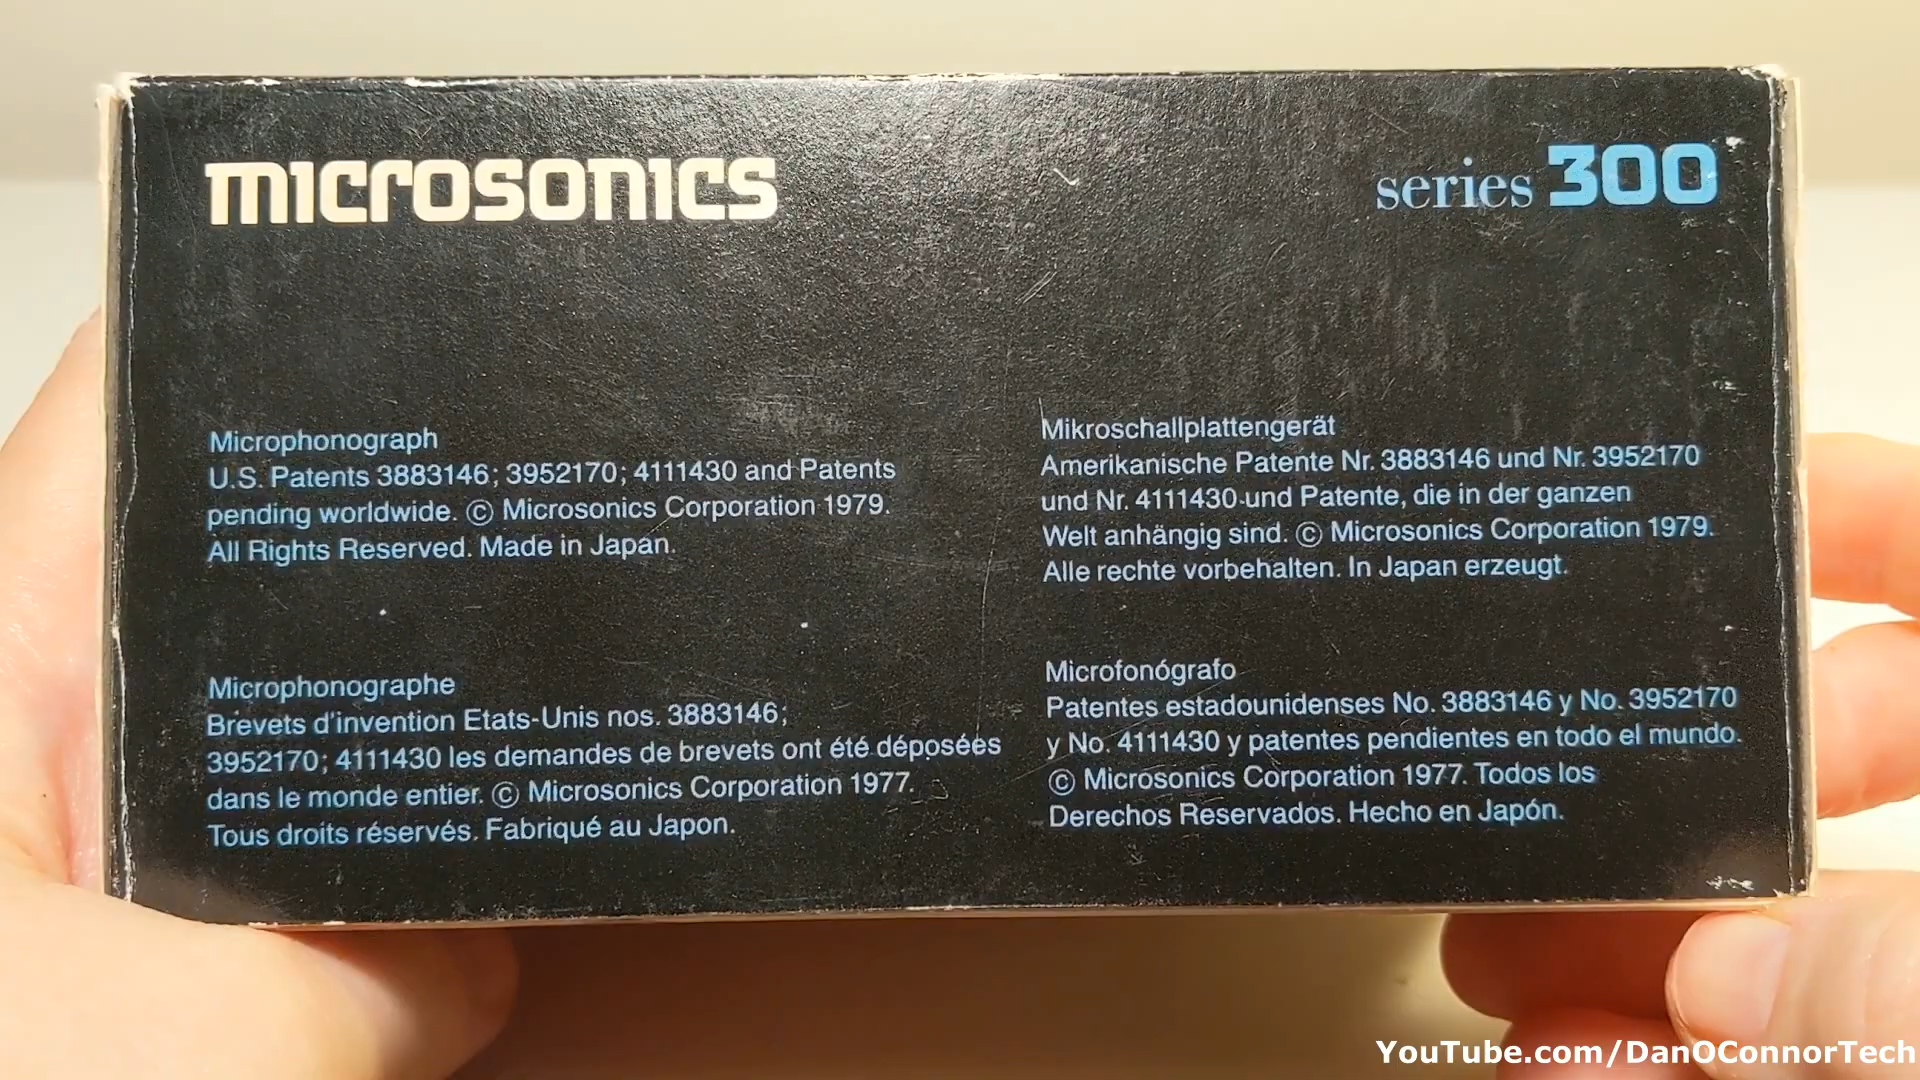 microsonics
series 300
Microphonograph
U.S. Patents 3883146; 3952170; 4111430 and Patents
pending worldwide. © Microsonics Corporation 1979.
All Rights Reserved. Made in Japan.
Mikroschallplattengerät
Amerikanische Patente Nr. 3883146 und Nr. 3952170
und Nr. 4111430 und Patente, die in der ganzen
Welt anhängig sind. © Microsonics Corporation 1979.
Alle rechte vorbehalten. In Japan erzeugt.
Microphonographe
Brevets d'invention Etats-Unis nos. 3883146;
3952170; 4111430 les demandes de brevets ont été déposées
dans le monde entier. © Microsonics Corporation 1977.
Tous droits réservés. Fabriqué au Japon.
Microfonógrafo
Patentes estadounidenses No. 3883146 y No. 3952170
y No. 4111430 y patentes pendientes en todo el mundo.
© Microsonics Corporation 1977. Todos los
Derechos Reservados. Hecho en Japón.
YouTube.com/DanOConnorTech